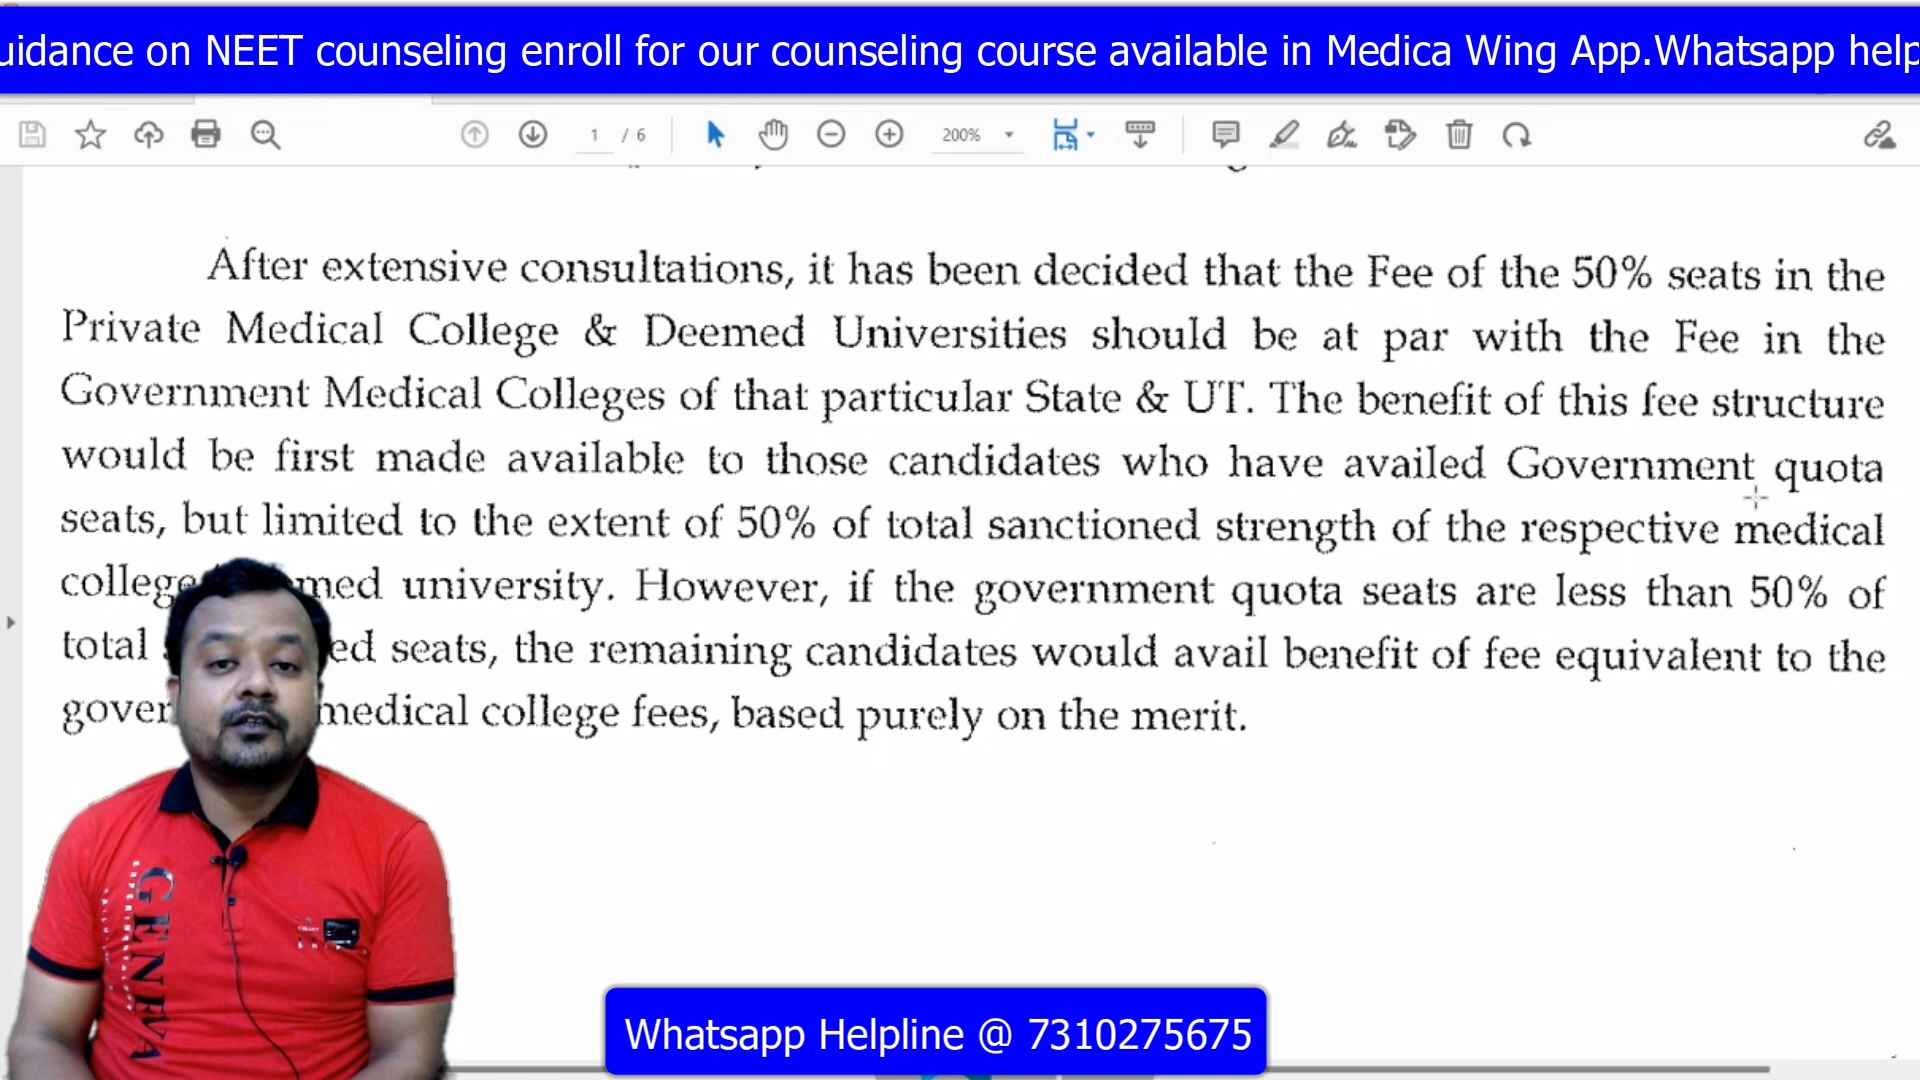 uidance on NEET counseling enroll for our counseling course available in Medica Wing App.Whatsapp help
1 / 6
200%
After extensive consultations, it has been decided that the Fee of the 50% seats in the
Private Medical College & Deemed Universities should be at par with the Fee in the
Government Medical Colleges of that particular State & UT. The benefit of this fee structure
would be first made available to those candidates who have availed Government quota
seats, but limited to the extent of 50% of total sanctioned strength of the respective medical
college med university. However, if the government quota seats are less than 50% of
total ed seats, the remaining candidates would avail benefit of fee equivalent to the
gover medical college fees, based purely on the merit.
GENEVA
Whatsapp Helpline @ 7310275675